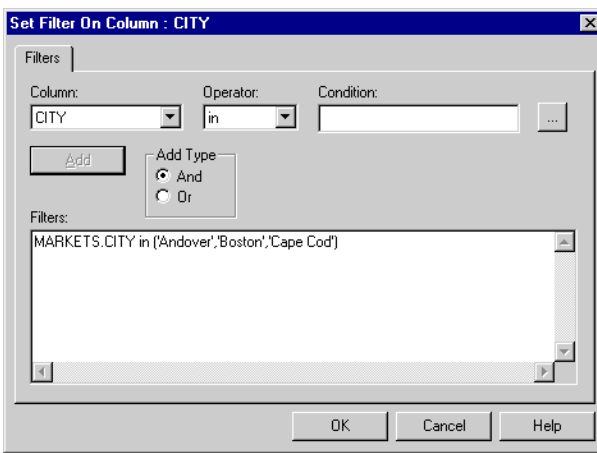 Set Filter On Column : CITY
Filters
Column: Operator: Condition:
CITY in ...
Add
Add Type
And
Or
Filters:
MARKETS.CITY in ('Andover','Boston','Cape Cod')
OK Cancel Help